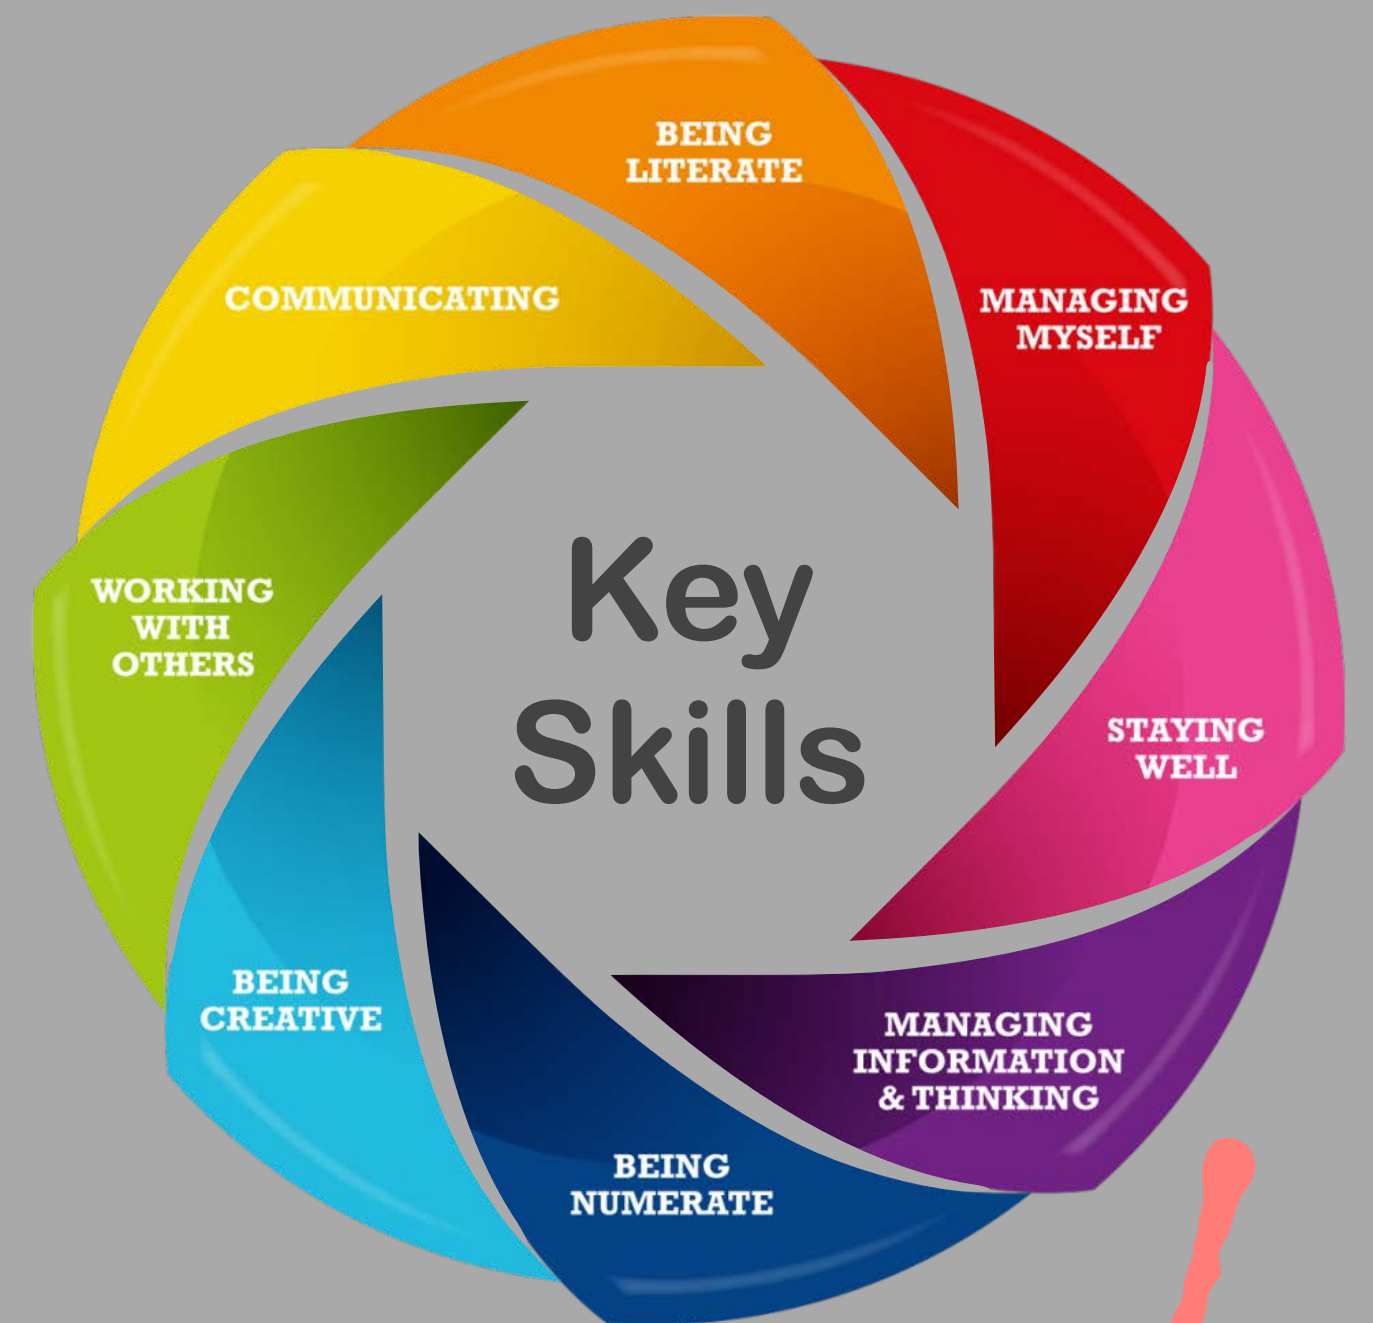 BEING
LITERATE
MANAGING
MYSELF
COMMUNICATING
WORKING
WITH
OTHERS
Key
Skills
STAYING
WELL
BEING
CREATIVE
MANAGING
INFORMATION
& THINKING
BEING
NUMERATE